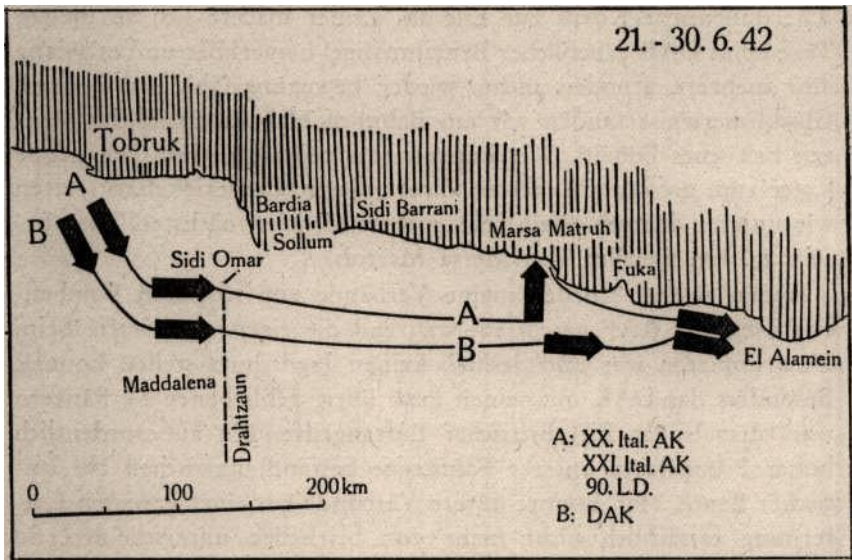 21. - 30. 6. 42
Tobruk
A
B
Bardia
Sollum
Sidi Barrani
Marsa Matruh
Fuka
Sidi Omar
A
B
El Alamein
Maddalena
Drahtzaun
A: XX. Ital. AK
XXI. Ital. AK
90. L.D.
B: DAK
0 100 200 km